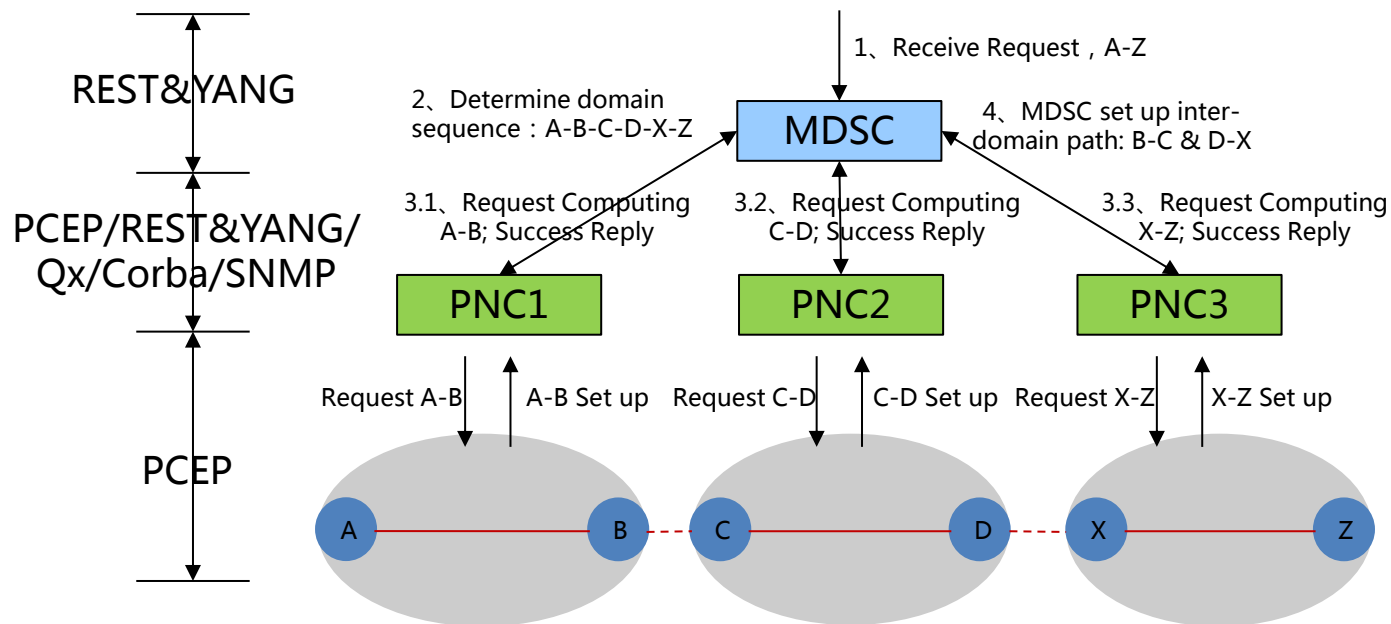 1、Receive Request , A-Z
REST&YANG
2、Determine domain
sequence : A-B-C-D-X-Z
MDSC
4、MDSC set up inter-
domain path: B-C & D-X
PCEP/REST&YANG/
Qx/Corba/SNMP
3.1、Request Computing
A-B; Success Reply
3.2、Request Computing
C-D; Success Reply
3.3、Request Computing
X-Z; Success Reply
PNC1
PNC2
PNC3
Request A-B
A-B Set up
Request C-D
C-D Set up
Request X-Z
X-Z Set up
PCEP
A
B
C
D
X
Z